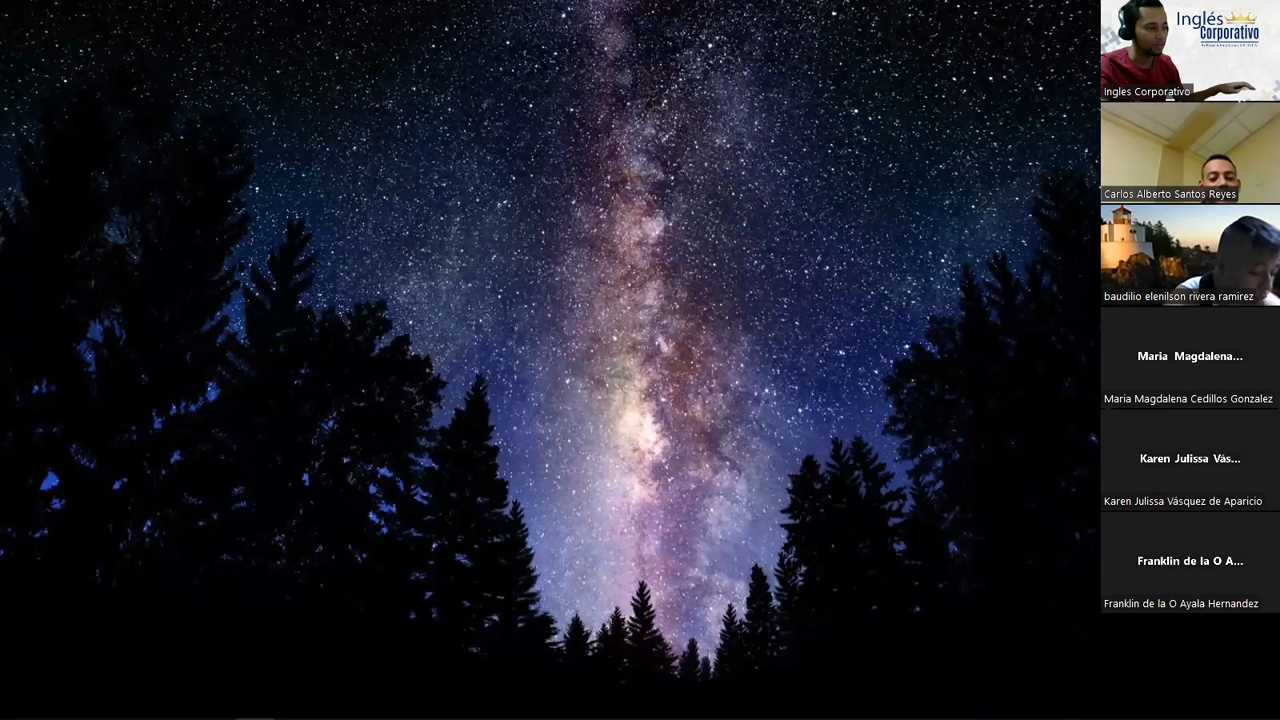 Inglés
Corporativo
Ingles Corporativo
Carlos Alberto Santos Reyes
baudilio elenilson rivera ramirez
Maria Magdalena...
Maria Magdalena Cedillos Gonzalez
Karen Julissa Vás...
Karen Julissa Vásquez de Aparicio
Franklin de la O A...
Franklin de la O Ayala Hernandez